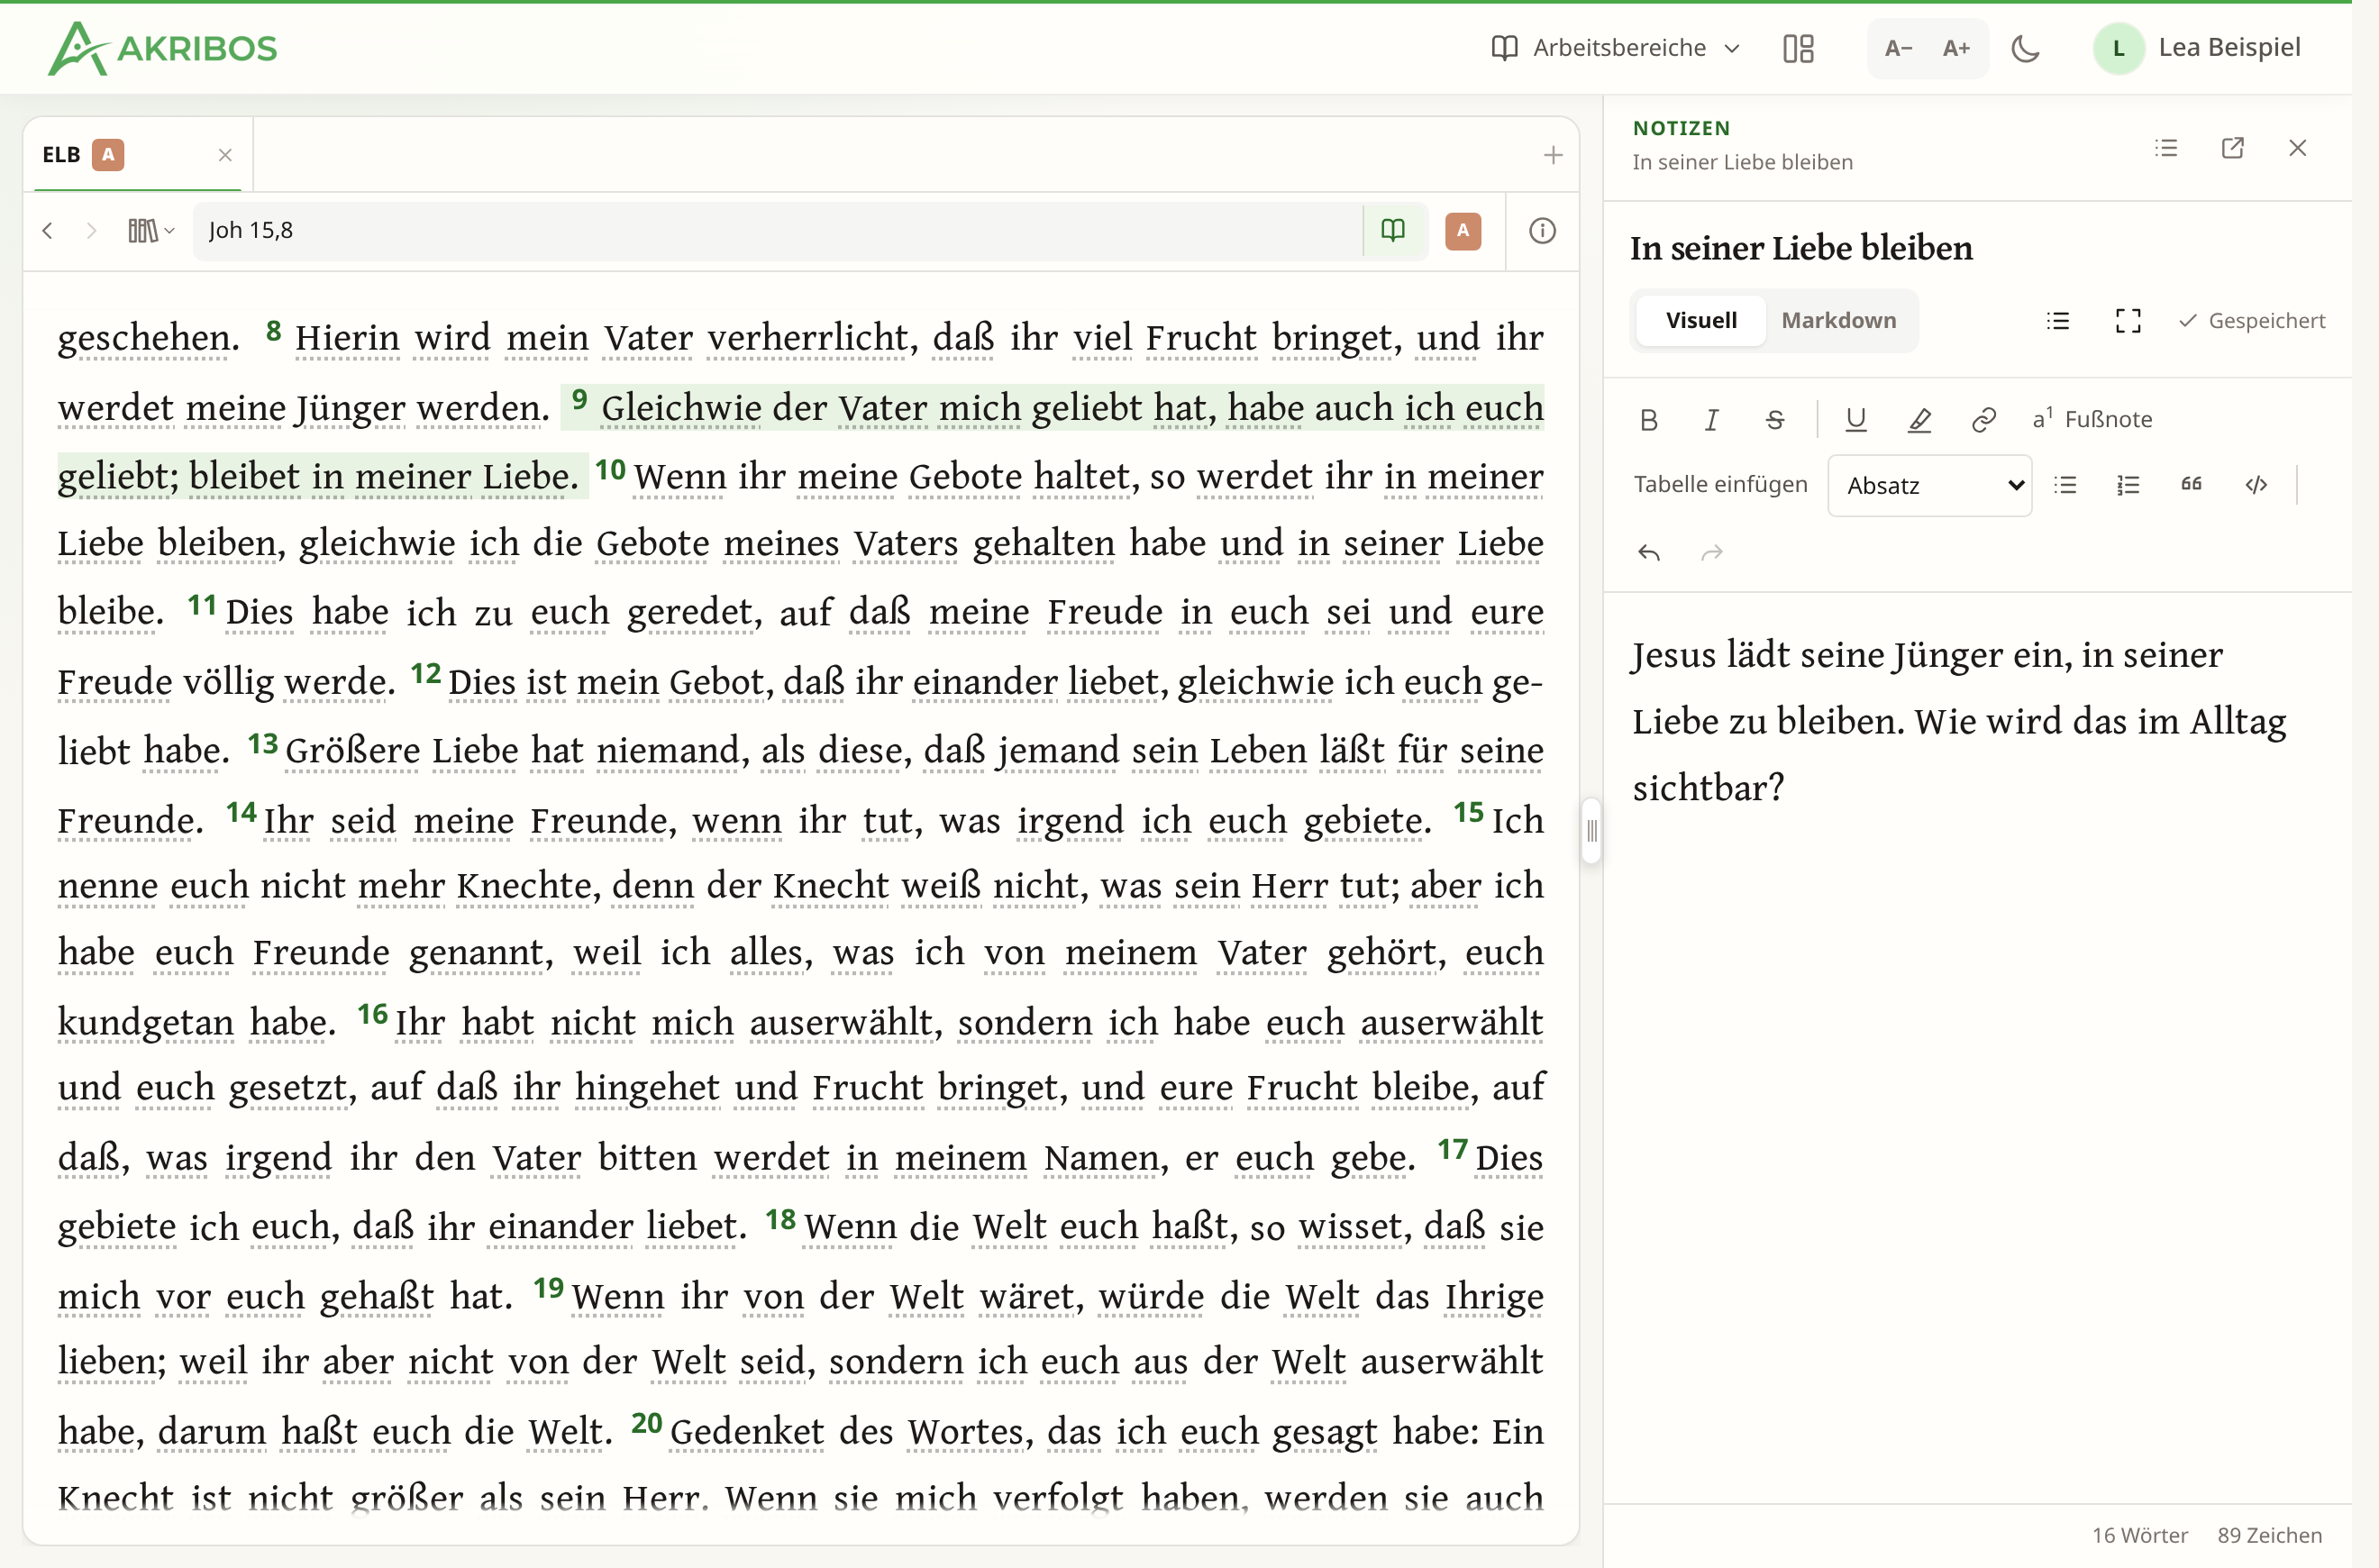 AKRIBOS
Arbeitsbereiche
A− A+
L Lea Beispiel
ELB A
Joh 15,8
A
geschehen. 8 Hierin wird mein Vater verherrlicht, daß ihr viel Frucht bringet, und ihr
werdet meine Jünger werden. 9 Gleichwie der Vater mich geliebt hat, habe auch ich euch
geliebt; bleibet in meiner Liebe. 10 Wenn ihr meine Gebote haltet, so werdet ihr in meiner
Liebe bleiben, gleichwie ich die Gebote meines Vaters gehalten habe und in seiner Liebe
bleibe. 11 Dies habe ich zu euch geredet, auf daß meine Freude in euch sei und eure
Freude völlig werde. 12 Dies ist mein Gebot, daß ihr einander liebet, gleichwie ich euch ge-
liebt habe. 13 Größere Liebe hat niemand, als diese, daß jemand sein Leben läßt für seine
Freunde. 14 Ihr seid meine Freunde, wenn ihr tut, was irgend ich euch gebiete. 15 Ich
nenne euch nicht mehr Knechte, denn der Knecht weiß nicht, was sein Herr tut; aber ich
habe euch Freunde genannt, weil ich alles, was ich von meinem Vater gehört, euch
kundgetan habe. 16 Ihr habt nicht mich auserwählt, sondern ich habe euch auserwählt
und euch gesetzt, auf daß ihr hingehet und Frucht bringet, und eure Frucht bleibe, auf
daß, was irgend ihr den Vater bitten werdet in meinem Namen, er euch gebe. 17 Dies
gebiete ich euch, daß ihr einander liebet. 18 Wenn die Welt euch haßt, so wisset, daß sie
mich vor euch gehaßt hat. 19 Wenn ihr von der Welt wäret, würde die Welt das Ihrige
lieben; weil ihr aber nicht von der Welt seid, sondern ich euch aus der Welt auserwählt
habe, darum haßt euch die Welt. 20 Gedenket des Wortes, das ich euch gesagt habe: Ein
Knecht ist nicht größer als sein Herr. Wenn sie mich verfolgt haben, werden sie auch
NOTIZEN
In seiner Liebe bleiben
In seiner Liebe bleiben
Visuell Markdown
Gespeichert
B I S U a¹ Fußnote
Tabelle einfügen Absatz
Jesus lädt seine Jünger ein, in seiner
Liebe zu bleiben. Wie wird das im Alltag
sichtbar?
16 Wörter 89 Zeichen